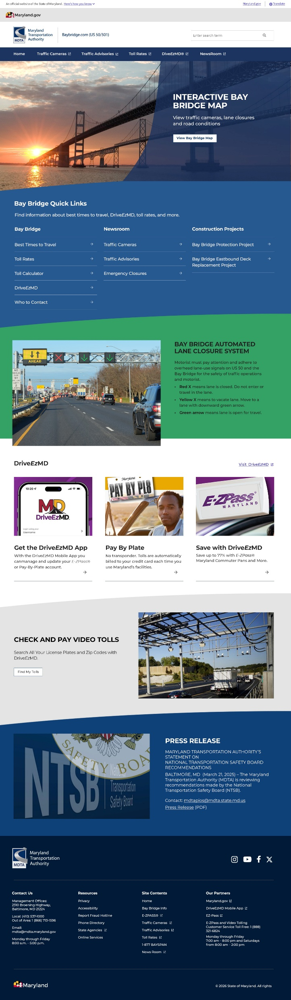 An official website of the State of Maryland. Here's how you know
Maryland.gov
Translate
Maryland.gov
MDTA
Maryland
Transportation
Authority
Baybridge.com (US 50/301)
Enter search term
Home
Traffic Cameras
Traffic Advisories
Toll Rates
DiveEzMD®
NewsRoom
INTERACTIVE BAY
BRIDGE MAP
View traffic cameras, lane closures
and road conditions
View Bay Bridge Map
Bay Bridge Quick Links
Find information about best times to travel, DriveEzMD, toll rates, and more.
Bay Bridge
Best Times to Travel
Toll Rates
Toll Calculator
DriveEzMD
Who to Contact
Newsroom
Traffic Cameras
Traffic Advisories
Emergency Closures
Construction Projects
Bay Bridge Protection Project
Bay Bridge Eastbound Deck
Replacement Project
AHEAD
NO
VEHICLES
OVER
5T
LEFT
2
LANES
BAY BRIDGE AUTOMATED
LANE CLOSURE SYSTEM
Motorist must pay attention and adhere to
overhead lane-use signals on US 50 and the
Bay Bridge for the safety of traffic operations
and motorist.
• Red X means lane is closed. Do not enter or
travel in the lane.
• Yellow X means to vacate lane. Move to a
lane with downward green arrow.
• Green arrow means lane is open for travel.
DriveEzMD
Visit DriveEzMD
10:20
MD
DriveEzMD
Login using your
Username
Get the DriveEzMD App
With the DriveEzMD Mobile App you
canmanage and update your E-ZPass®
or Pay-By-Plate account.
Maryland
PAY BY PL8
Pay By Plate
No transponder. Tolls are automatically
billed to your credit card each time you
use Maryland's facilities.
E-ZPass®
MARYLAND
Save with DriveEzMD
Save up to 77% with E-ZPass®
Maryland Commuter Pans and More.
CHECK AND PAY VIDEO TOLLS
Search All Your License Plates and Zip Codes with
DriveEzMD.
Find My Tolls
SAFETY BOA
NTSB
National
Transportation
Safety Board
PRESS RELEASE
MARYLAND TRANSPORTATION AUTHORITY'S
STATEMENT ON
NATIONAL TRANSPORTATION SAFETY BOARD
RECOMMENDATIONS
BALTIMORE, MD (March 21, 2025) – The Maryland
Transportation Authority (MDTA) is reviewing
recommendations made by the National
Transportation Safety Board (NTSB).
Contact: mdtapios@mdta.state.md.us
Press Release (PDF)
MDTA
Maryland
Transportation
Authority
Contact Us
Management Offices:
2310 Broening Highway,
Baltimore, MD 21224
Local: (410) 537-1000
Out of Area: 1 (866) 713-1596
Email:
mdta@mdta.maryland.gov
Monday through Friday
8:00 a.m. – 5:00 p.m.
Resources
Privacy
Accessibility
Report Fraud Hotline
Phone Directory
State Agencies
Online Services
Site Contents
Home
Bay Bridge Info
E-ZPASS®
Traffic Cameras
Traffic Advisories
Toll Rates
1-877 BAYSPAN
News Room
Our Partners
Maryland.gov
DriveEzMD Mobile App
EZ-Pass
E-ZPass and Video Tolling
Customer Service Toll Free: 1 (888)
321-6824
Monday through Friday
7:00 am – 8:00 pm and Saturdays
from 8:00 am – 2:00 pm
Maryland
© 2026 State of Maryland. All rights